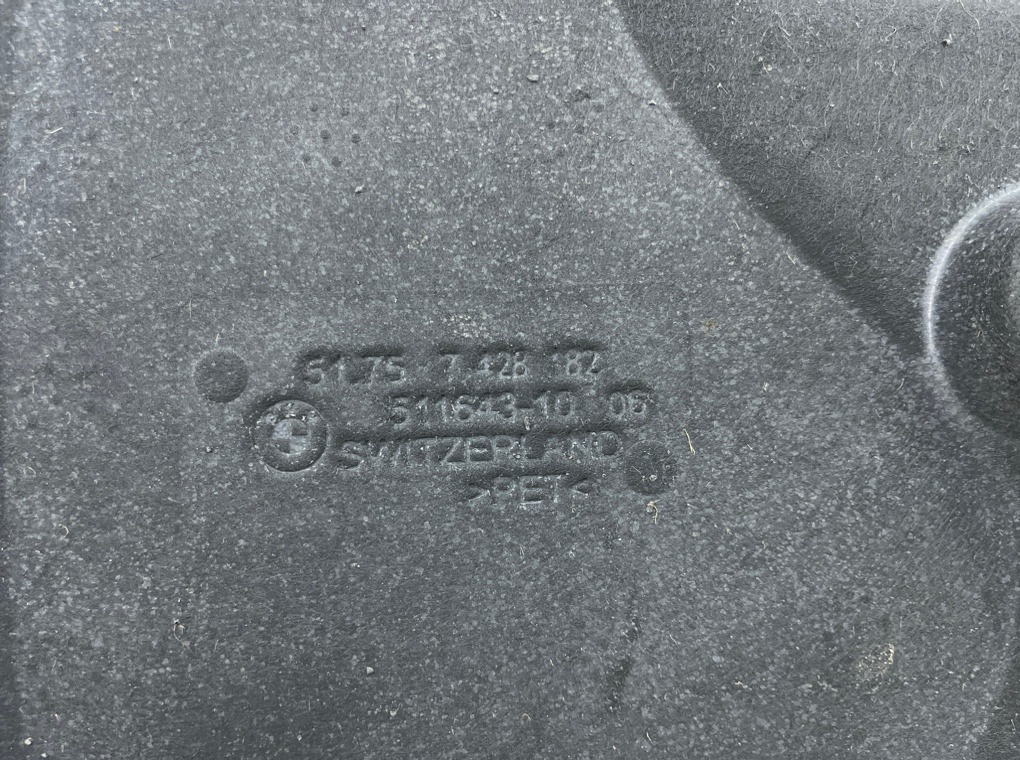 51.75 7 428 182
511643-10 06
SWITZERLAND
>PET<